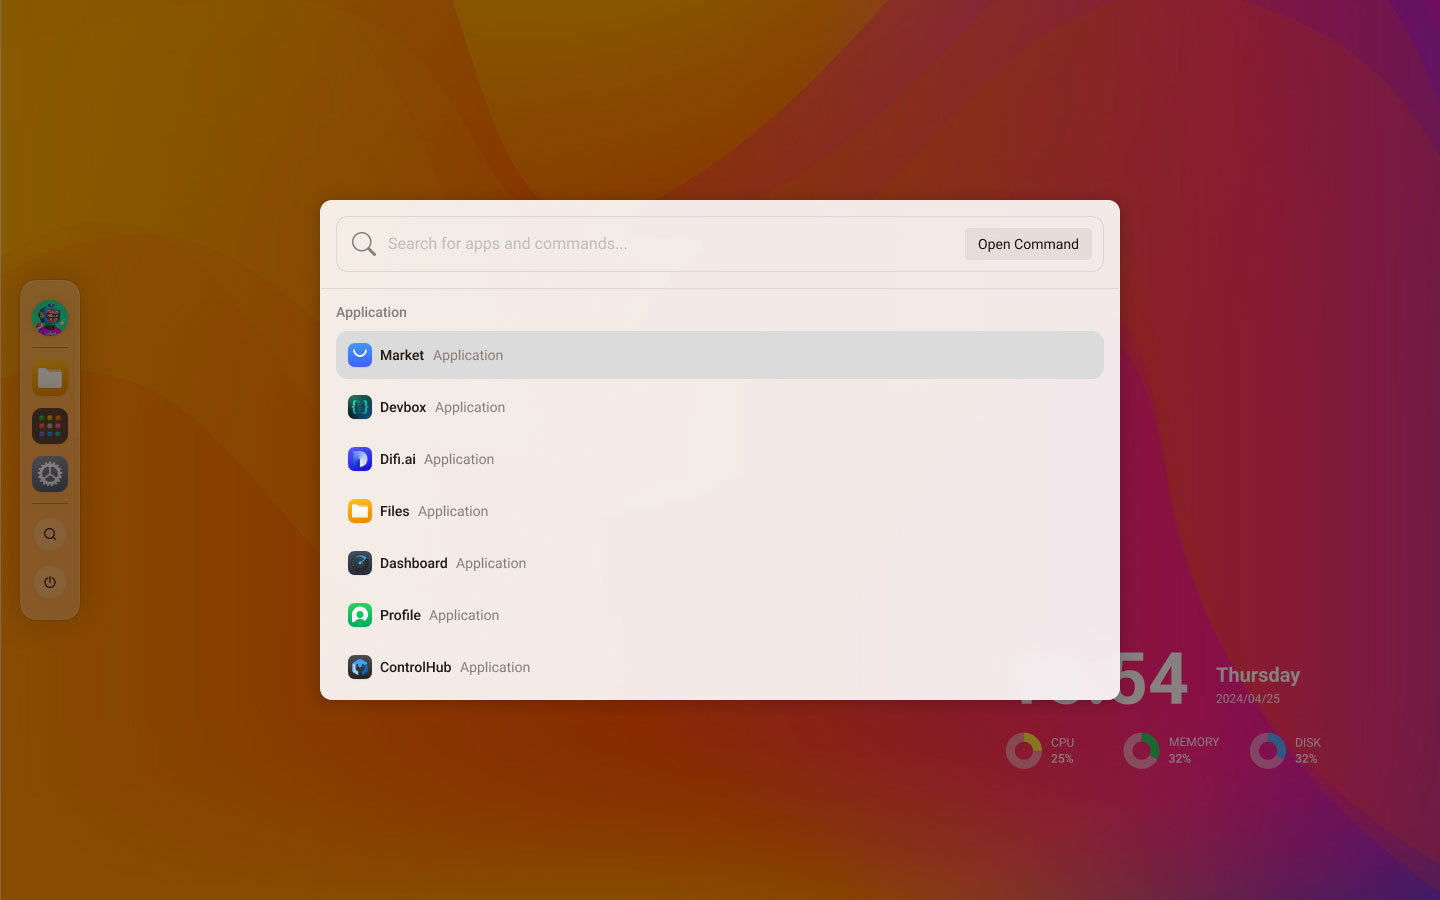 Search for apps and commands...
Open Command
Application
Market Application
Devbox Application
Difi.ai Application
Files Application
Dashboard Application
Profile Application
ControlHub Application
54 Thursday
2024/04/25
CPU
25%
MEMORY
32%
DISK
32%